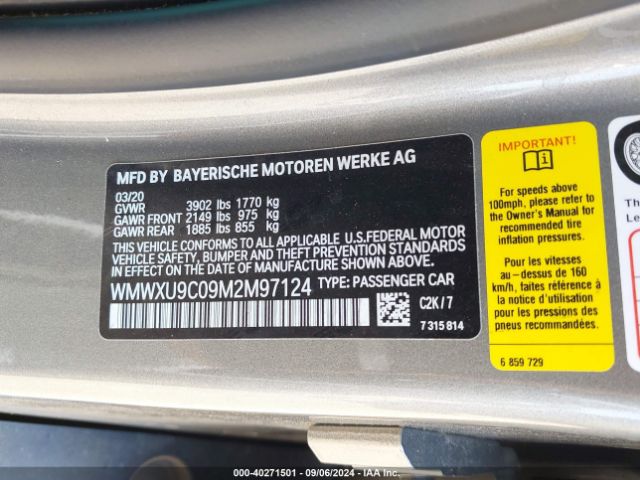 MFD BY BAYERISCHE MOTOREN WERKE AG
03/20
GVWR 3902 lbs 1770 kg
GAWR FRONT 2149 lbs 975 kg
GAWR REAR 1885 lbs 855 kg
THIS VEHICLE CONFORMS TO ALL APPLICABLE U.S.FEDERAL MOTOR
VEHICLE SAFETY, BUMPER, AND THEFT PREVENTION STANDARDS
IN EFFECT ON THE DATE OF MANUFACTURE SHOWN ABOVE.
WMWXU9C09M2M97124 TYPE: PASSENGER CAR
C2K / 7
7 315 814
IMPORTANT!
For speeds above
100mph, please refer to
the Owner's Manual for
recommended tire
inflation pressures.
Pour les vitesses
au-dessus de 160
km/h, faites référence à
la notice d'utilisation
pour les pressions des
pneus recommandées.
6 859 729
Th
Le
000-40271501 | 09/06/2024 | IAA Inc.